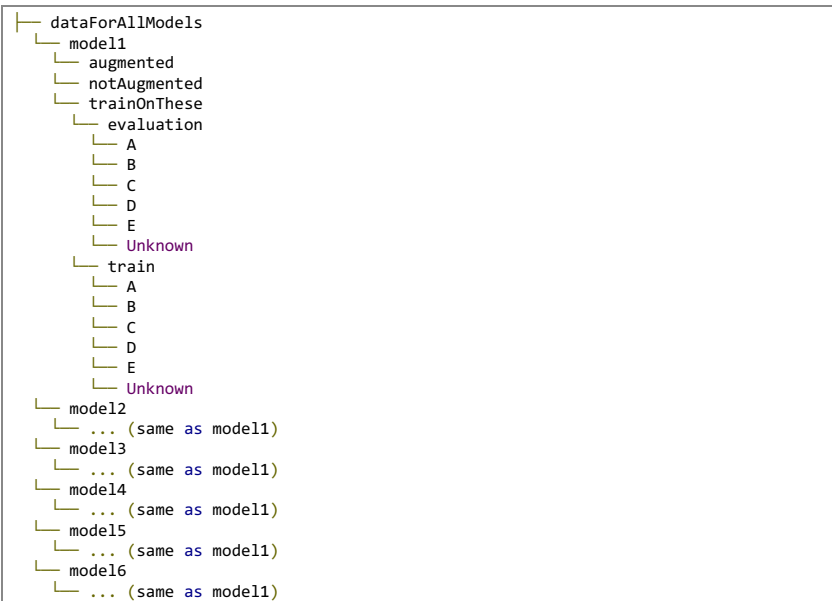 ├── dataForAllModels
  └── model1
    └── augmented
    └── notAugmented
    └── trainOnThese
      └── evaluation
        └── A
        └── B
        └── C
        └── D
        └── E
        └── Unknown
      └── train
        └── A
        └── B
        └── C
        └── D
        └── E
        └── Unknown
  └── model2
    └── ... (same as model1)
  └── model3
    └── ... (same as model1)
  └── model4
    └── ... (same as model1)
  └── model5
    └── ... (same as model1)
  └── model6
    └── ... (same as model1)